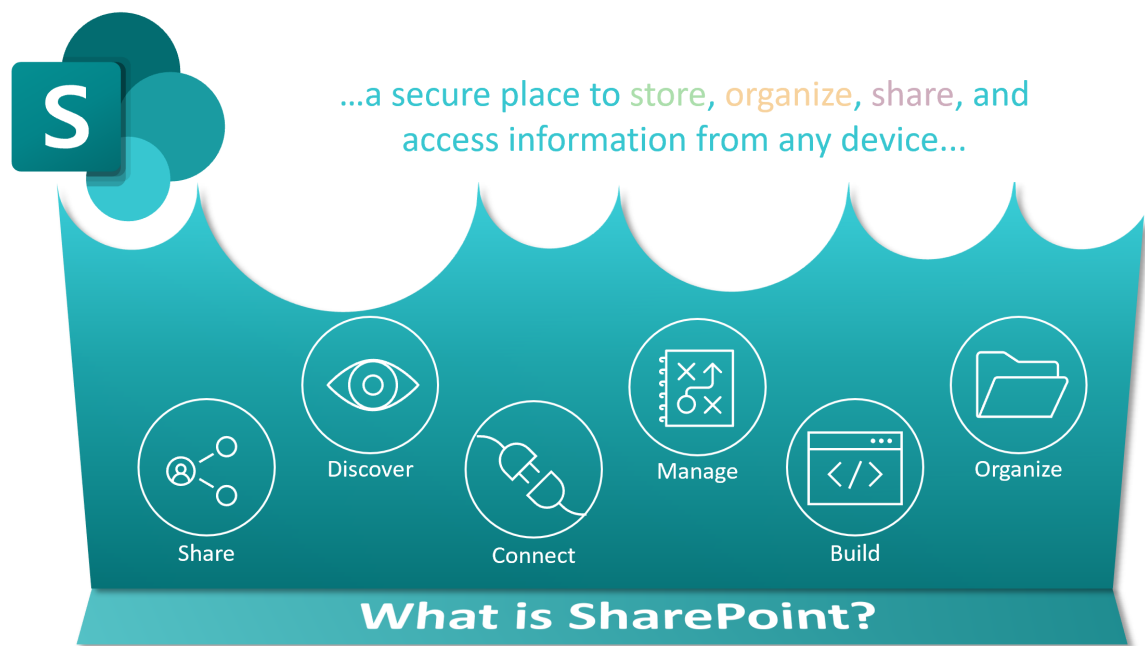 S
...a secure place to store, organize, share, and
access information from any device...
Share
Discover
Connect
Manage
Build
Organize
What is SharePoint?